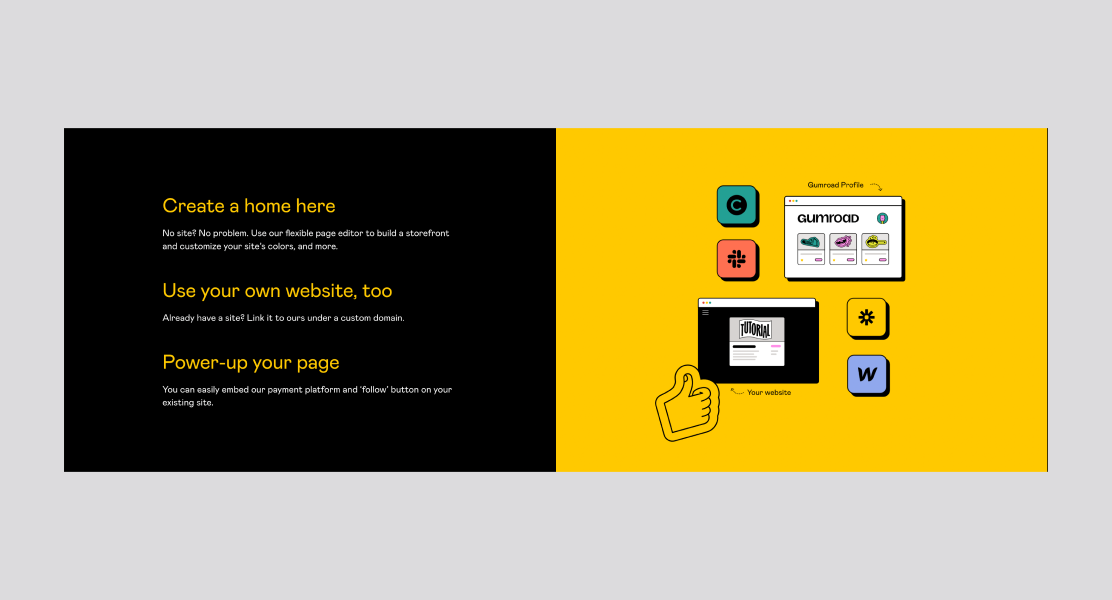 Create a home here
No site? No problem. Use our flexible page editor to build a storefront
and customize your site's colors, and more.
Use your own website, too
Already have a site? Link it to ours under a custom domain.
Power-up your page
You can easily embed our payment platform and ‘follow’ button on your
existing site.
Gumroad Profile
C
GUMROAD
TUTORIAL
W
Your website